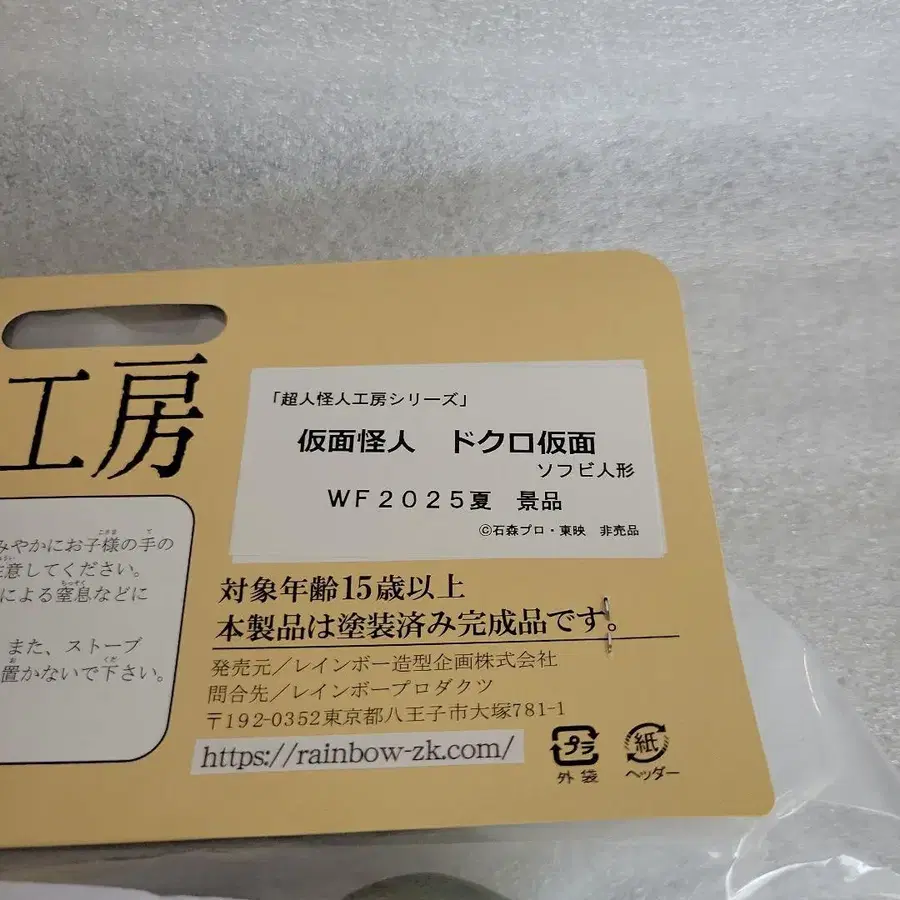 工房
「超人怪人工房シリーズ」
仮面怪人　ドクロ仮面
ソフビ人形
ＷＦ２０２５夏　景品
©石森プロ・東映　非売品
みやかにお子様の手の
注意してください。
による窒息などに
また、ストーブ
置かないで下さい。
対象年齢15歳以上
本製品は塗装済み完成品です。
発売元／レインボー造型企画株式会社
問合先／レインボープロダクツ
〒192-0352東京都八王子市大塚781-1
https://rainbow-zk.com/
プラ
外袋
紙
ヘッダー